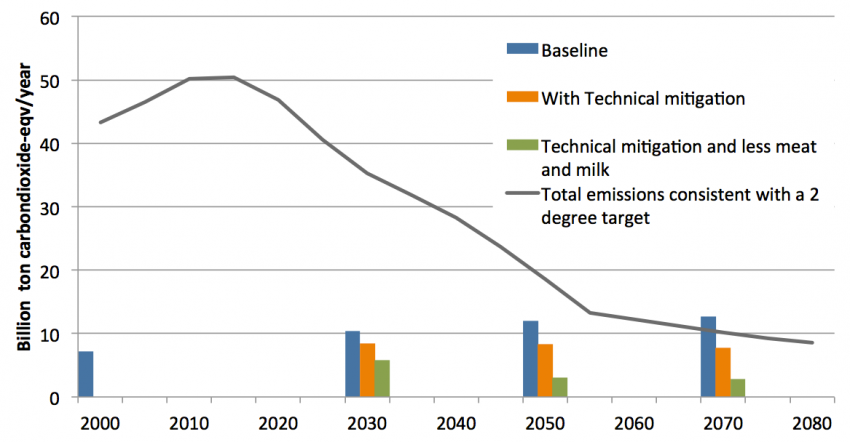 Billion ton carbondioxide-eqv/year
60
50
40
30
20
10
0
Baseline
With Technical mitigation
Technical mitigation and less meat
and milk
Total emissions consistent with a 2
degree target
2000 2010 2020 2030 2040 2050 2060 2070 2080